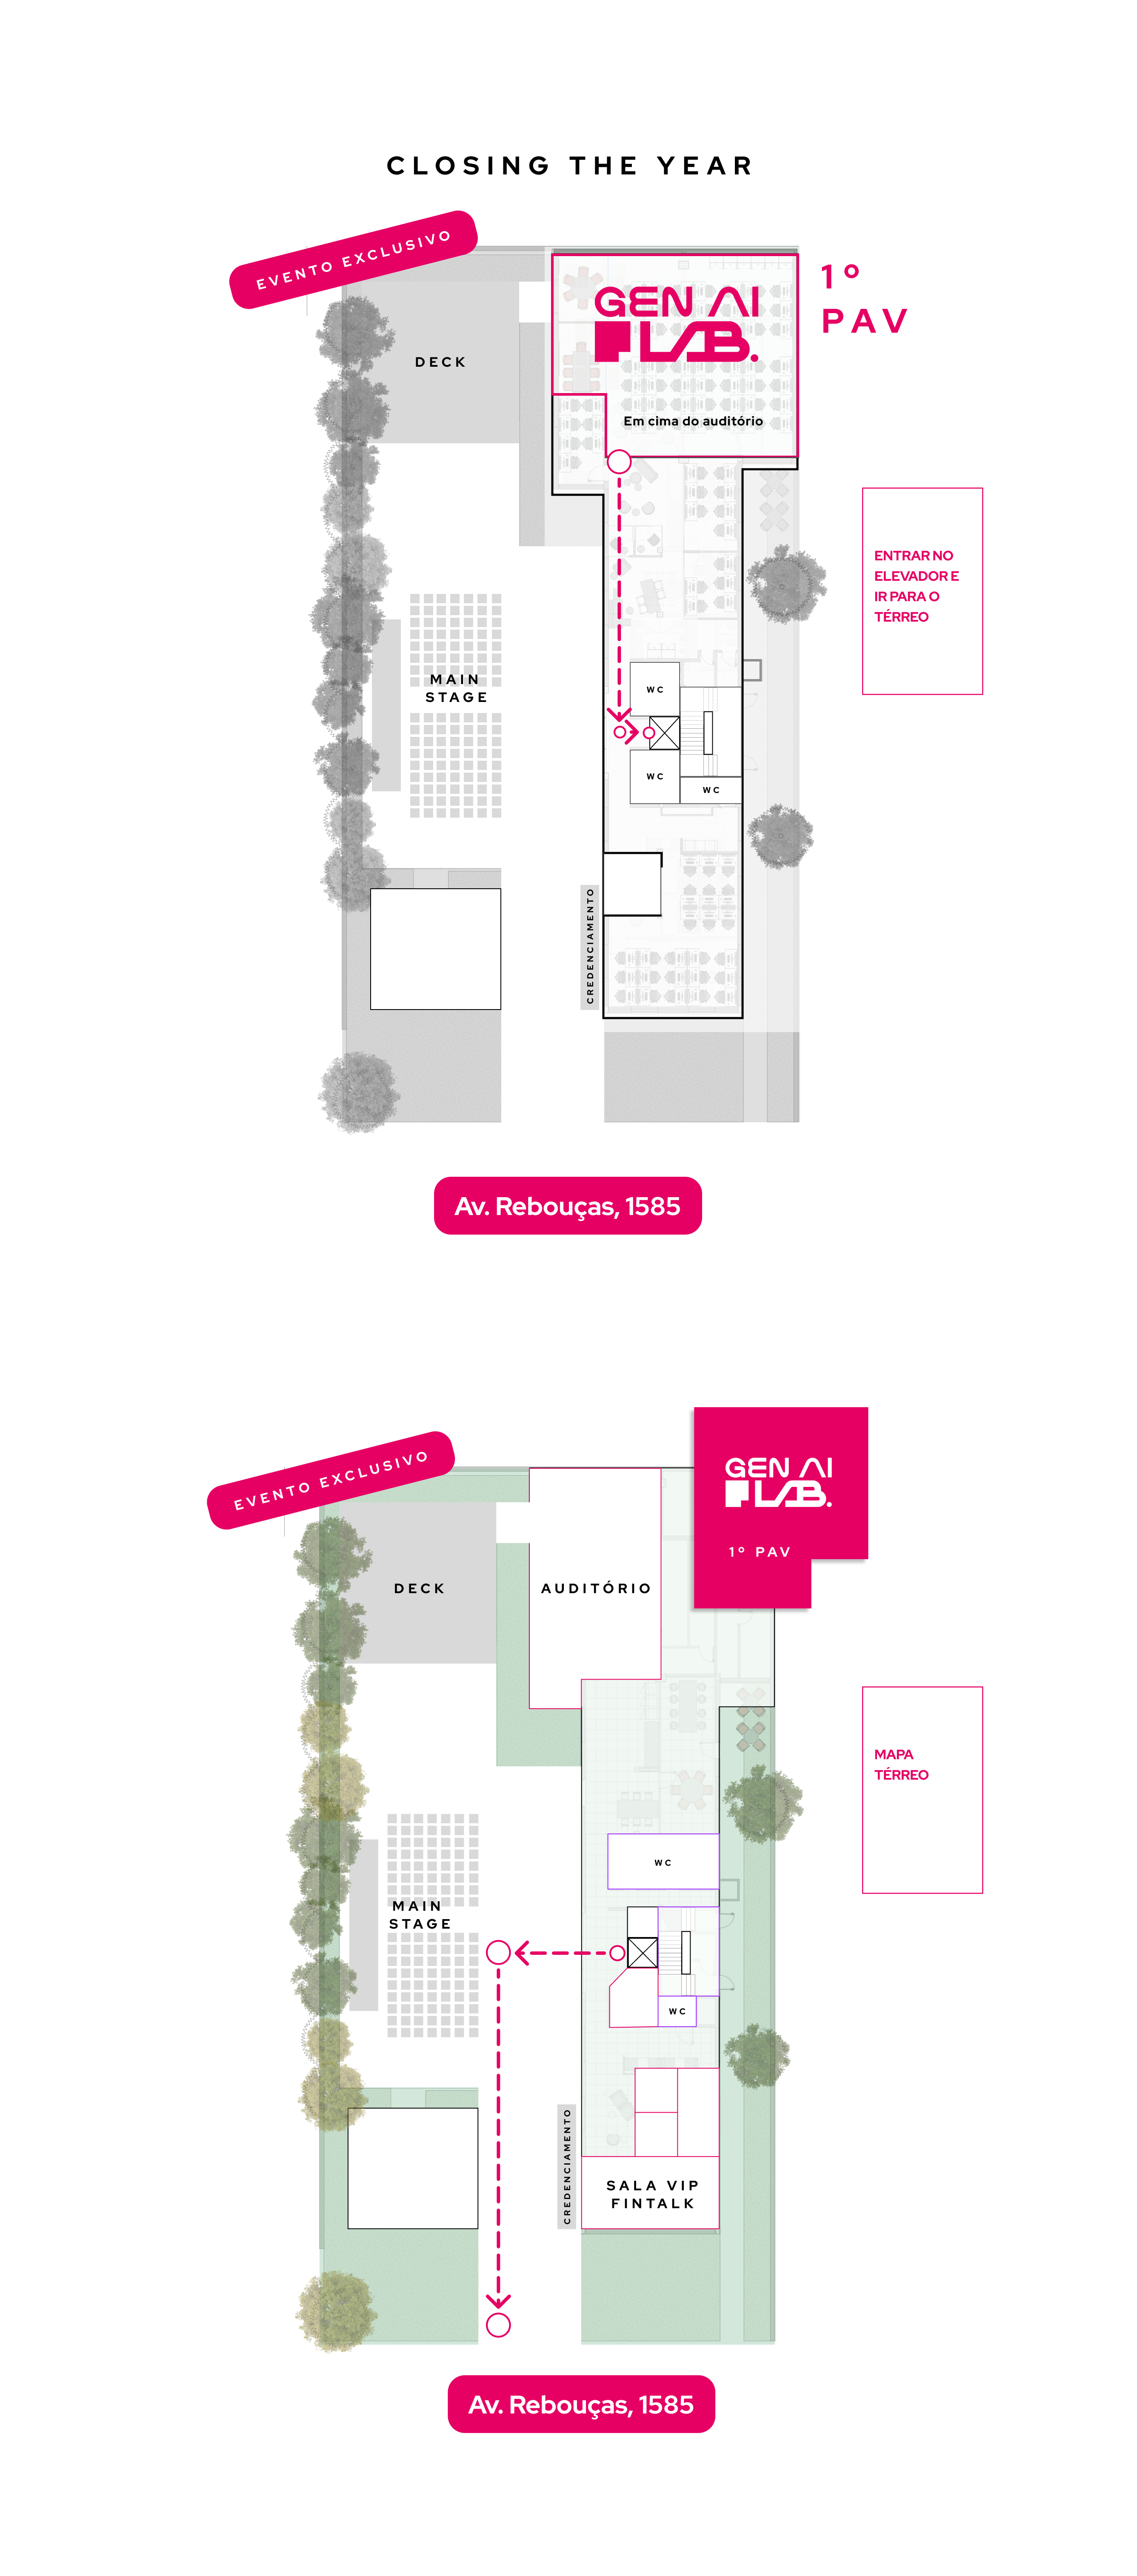 CLOSING THE YEAR
EVENTO EXCLUSIVO
GEN AI
LAB.
1º
PAV
DECK
Em cima do auditório
ENTRAR NO
ELEVADOR E
IR PARA O
TÉRREO
MAIN
STAGE
WC
WC
WC
CREDENCIAMENTO
Av. Rebouças, 1585
EVENTO EXCLUSIVO
GEN AI
LAB.
1º PAV
DECK
AUDITÓRIO
MAPA
TÉRREO
WC
MAIN
STAGE
WC
CREDENCIAMENTO
SALA VIP
FINTALK
Av. Rebouças, 1585